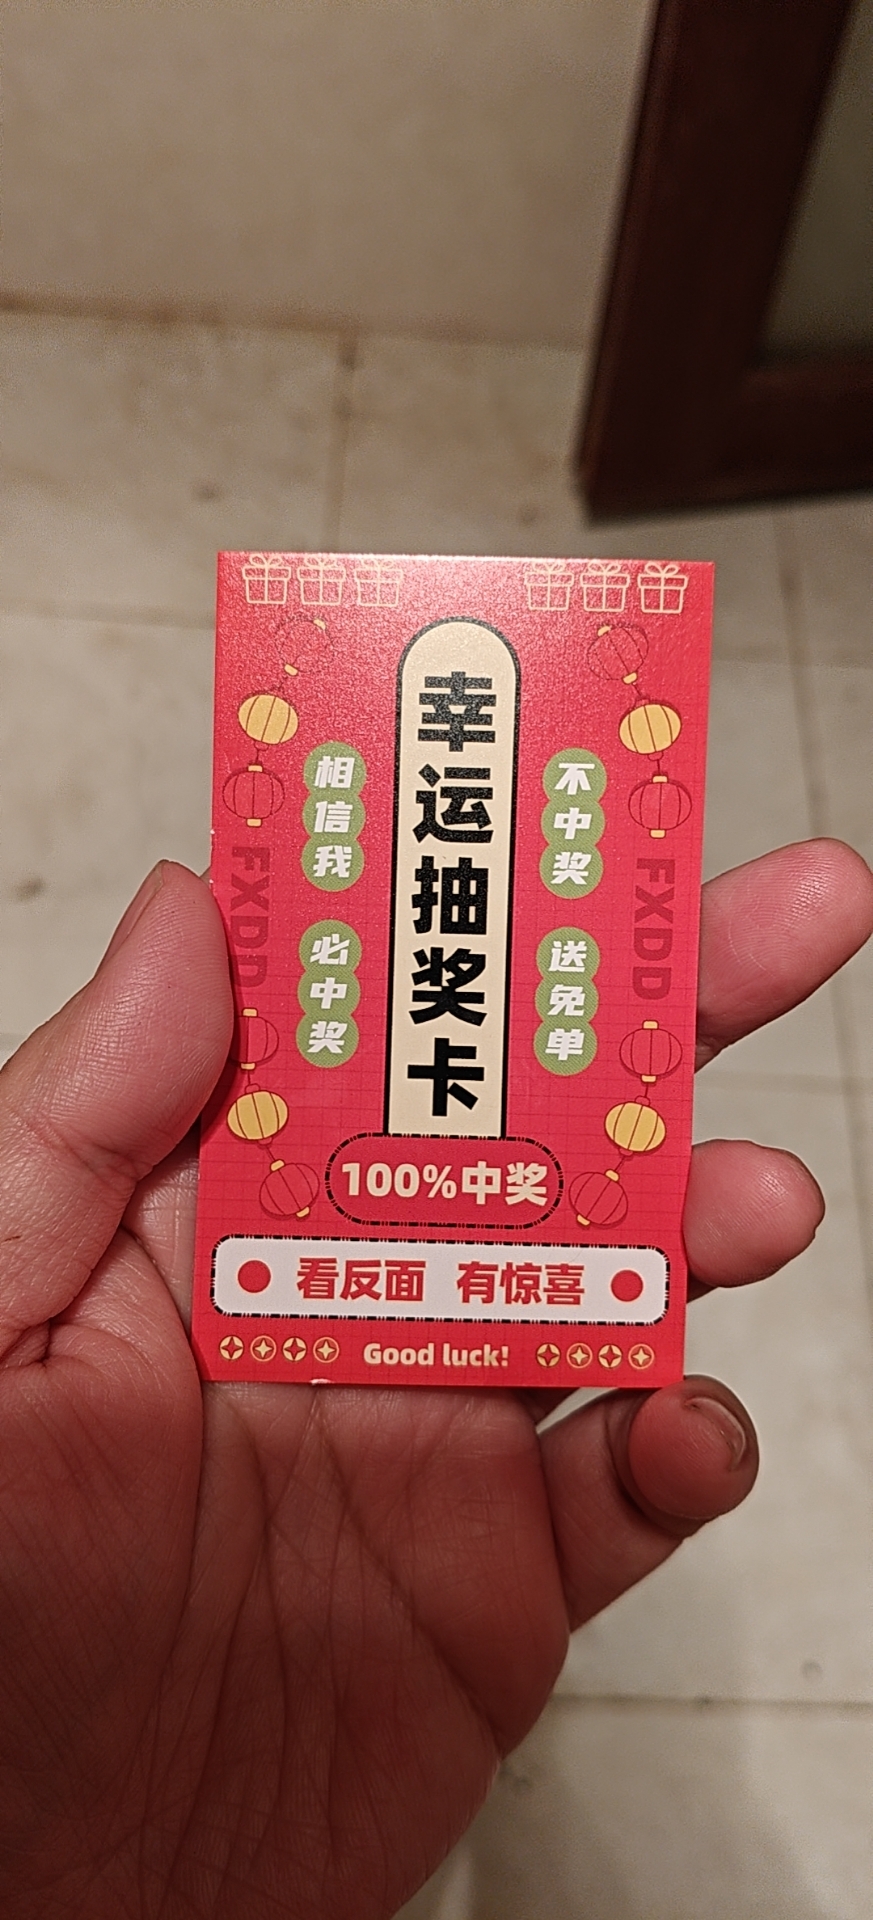 幸运抽奖卡
相信我
必中奖
不中奖
送免单
FXDD
FXDD
100%中奖
看反面 有惊喜
Good luck!